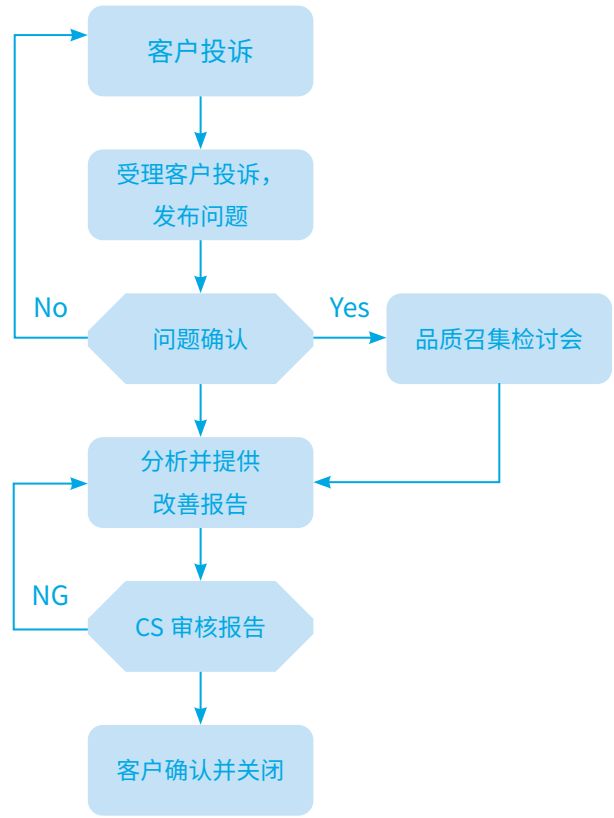 客户投诉
受理客户投诉，
发布问题
No
问题确认
Yes
品质召集检讨会
分析并提供
改善报告
NG
CS 审核报告
客户确认并关闭